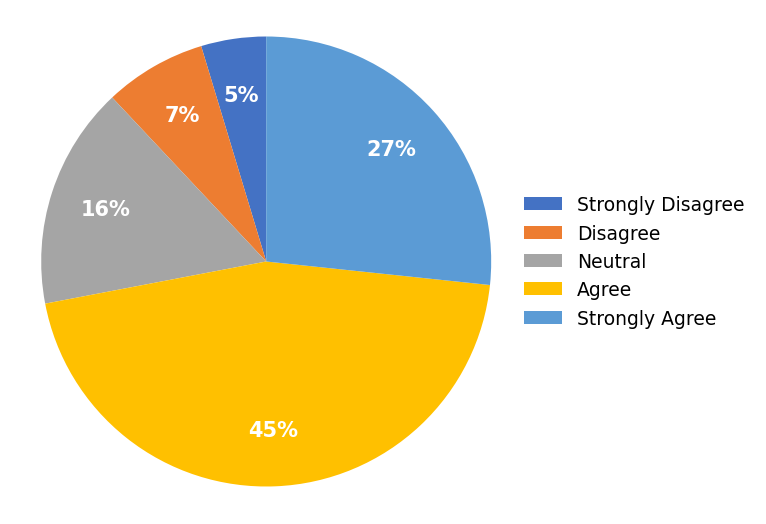 5%
7%
27%
16%
45%
Strongly Disagree
Disagree
Neutral
Agree
Strongly Agree